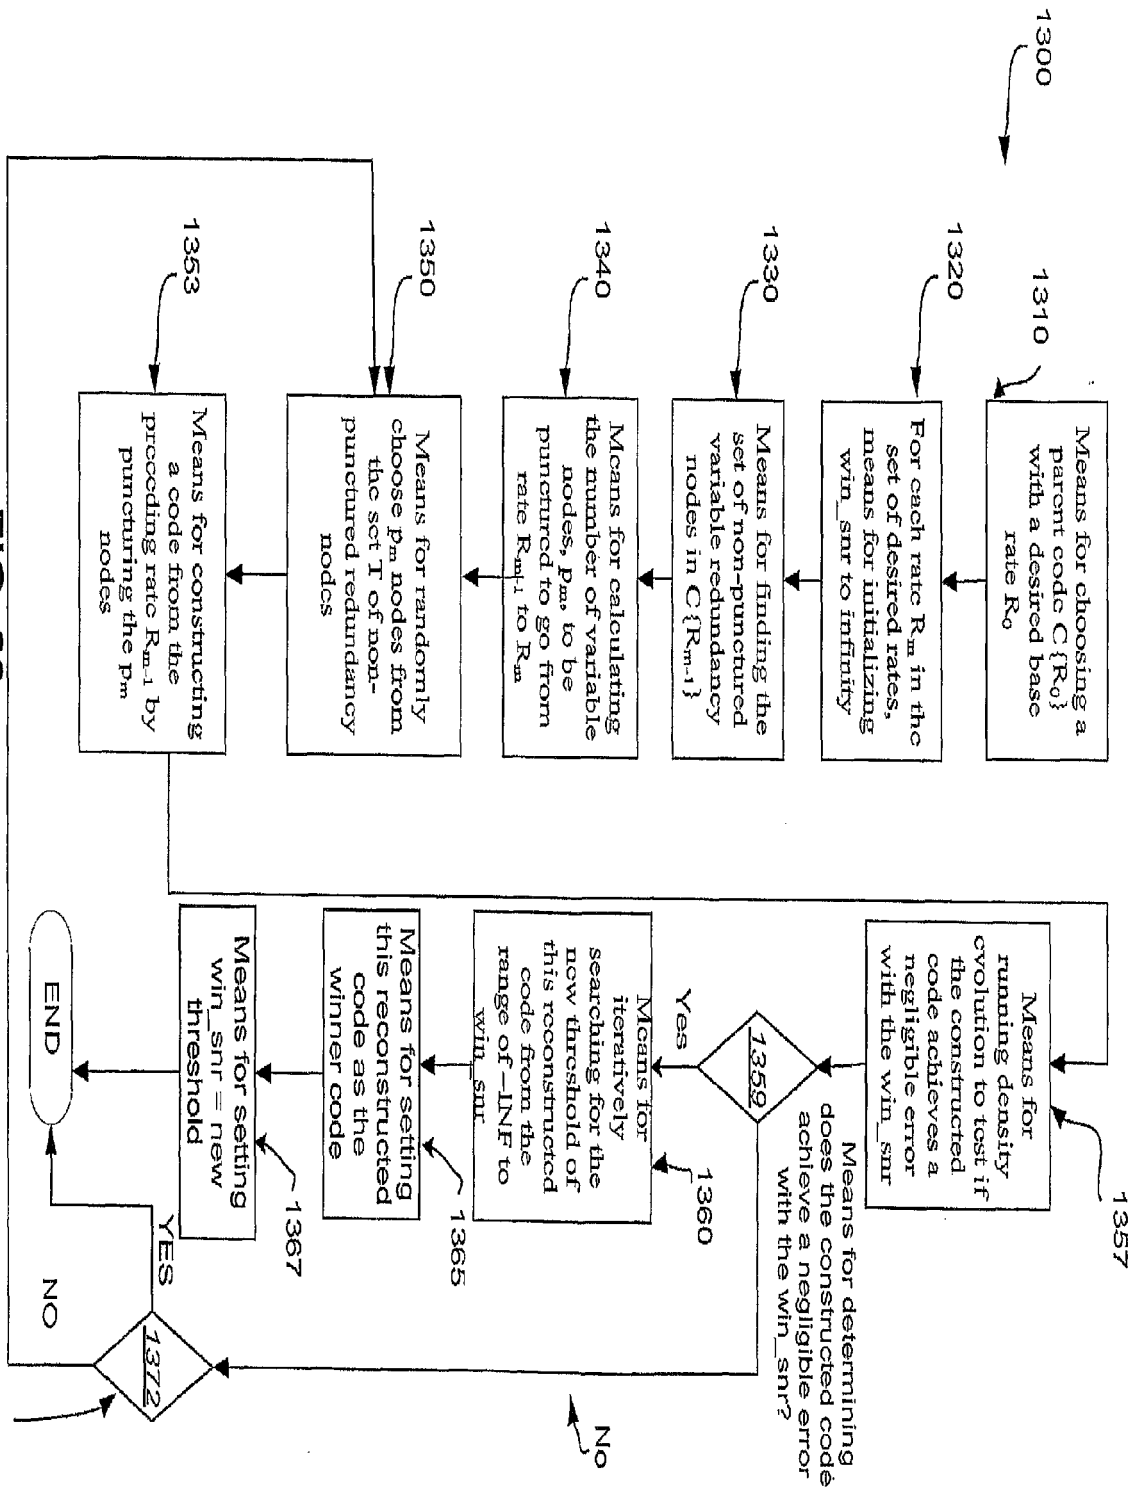 1300
1310
Means for choosing a
parent code C{R0}
with a desired base
rate R0
1320
For each rate Rm in the
set of desired rates,
means for initializing
win_snr to infinity
1330
Means for finding the
set of non-punctured
variable redundancy
nodes in C{Rm-1}
1340
Means for calculating
the number of variable
nodes, pm, to be
punctured to go from
rate Rm-1 to Rm
1350
Means for randomly
choose pm nodes from
the set T of non-
punctured redundancy
nodes
1353
Means for constructing
a code from the
preceding rate Rm-1 by
puncturing the pm
nodes
1357
Means for
running density
evolution to test if
the constructed
code achieves a
negligible error
with the win_snr
1359
Means for determining
does the constructed code
achieve a negligible error
with the win_snr?
Yes
No
1360
Means for
iteratively
searching for the
new threshold of
this reconstructed
code from the
range of -INF to
win_snr
1365
Means for setting
this reconstructed
code as the
winner code
1367
Means for setting
win_snr = new
threshold
END
YES
NO
1372